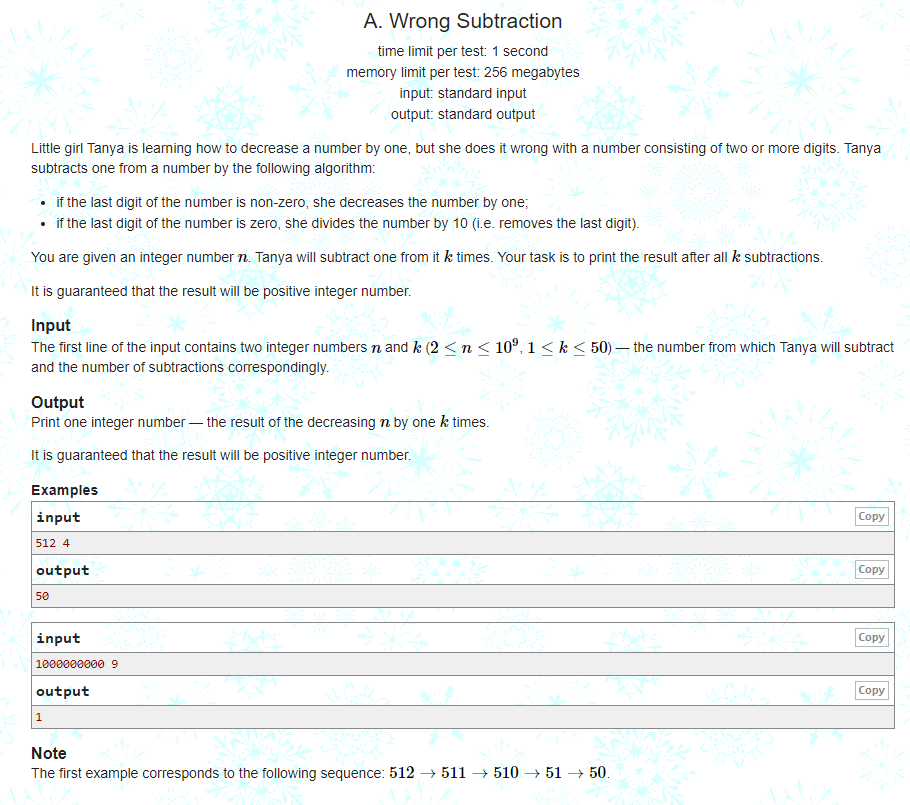 A. Wrong Subtraction
time limit per test: 1 second
memory limit per test: 256 megabytes
input: standard input
output: standard output
Little girl Tanya is learning how to decrease a number by one, but she does it wrong with a number consisting of two or more digits. Tanya
subtracts one from a number by the following algorithm:
• if the last digit of the number is non-zero, she decreases the number by one;
• if the last digit of the number is zero, she divides the number by 10 (i.e. removes the last digit).
You are given an integer number n. Tanya will subtract one from it k times. Your task is to print the result after all k subtractions.
It is guaranteed that the result will be positive integer number.
Input
The first line of the input contains two integer numbers n and k (2 ≤ n ≤ 10⁹, 1 ≤ k ≤ 50) — the number from which Tanya will subtract
and the number of subtractions correspondingly.
Output
Print one integer number — the result of the decreasing n by one k times.
It is guaranteed that the result will be positive integer number.
Examples
input Copy
512 4
output Copy
50
input Copy
1000000000 9
output Copy
1
Note
The first example corresponds to the following sequence: 512 → 511 → 510 → 51 → 50.